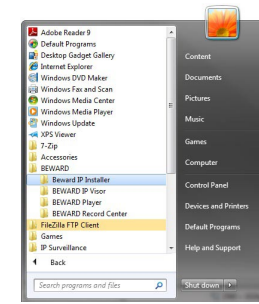 Adobe Reader 9
Default Programs
Desktop Gadget Gallery
Internet Explorer
Windows DVD Maker
Windows Fax and Scan
Windows Media Center
Windows Media Player
Windows Update
XPS Viewer
7-Zip
Accessories
BEWARD
Beward IP Installer
BEWARD IP Visor
BEWARD Player
BEWARD Record Center
FileZilla FTP Client
Games
IP Surveillance
Back
Search programs and files
Content
Documents
Pictures
Music
Games
Computer
Control Panel
Devices and Printers
Default Programs
Help and Support
Shut down